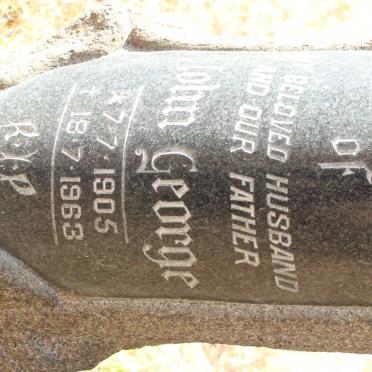 OF
BELOVED HUSBAND
AND OUR FATHER
John George
* 7·7·1905
† 18·7·1963
R·I·P